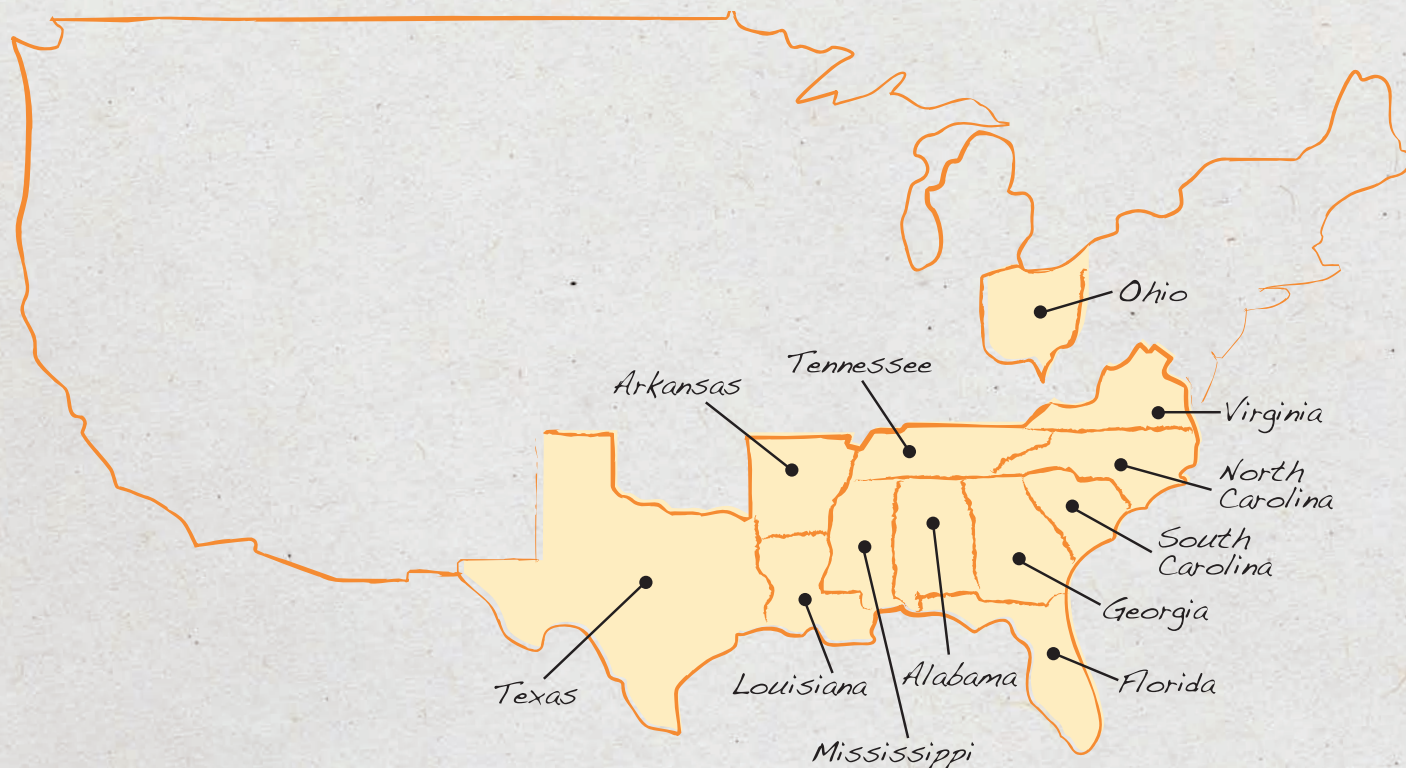 Ohio
Tennessee
Arkansas
Virginia
North
Carolina
South
Carolina
Georgia
Florida
Alabama
Louisiana
Texas
Mississippi